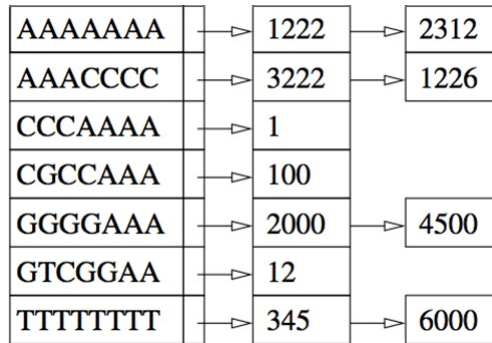 AAAAAAA 1222 2312
AAACCCC 3222 1226
CCCAAAA 1
CGCCAAA 100
GGGGAAA 2000 4500
GTCGGAA 12
TTTTTTTT 345 6000